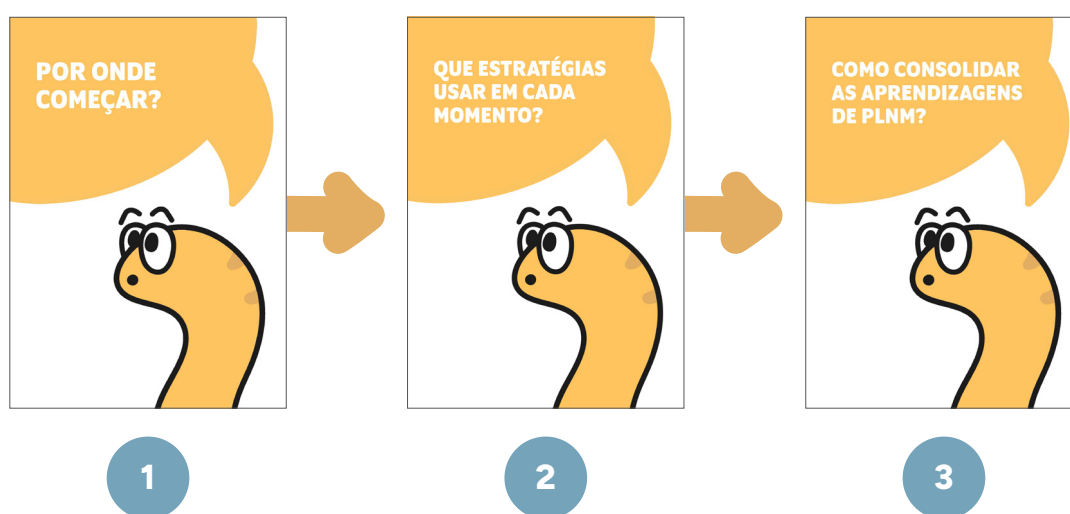 POR ONDE
COMEÇAR?
QUE ESTRATÉGIAS
USAR EM CADA
MOMENTO?
COMO CONSOLIDAR
AS APRENDIZAGENS
DE PLNM?
1
2
3